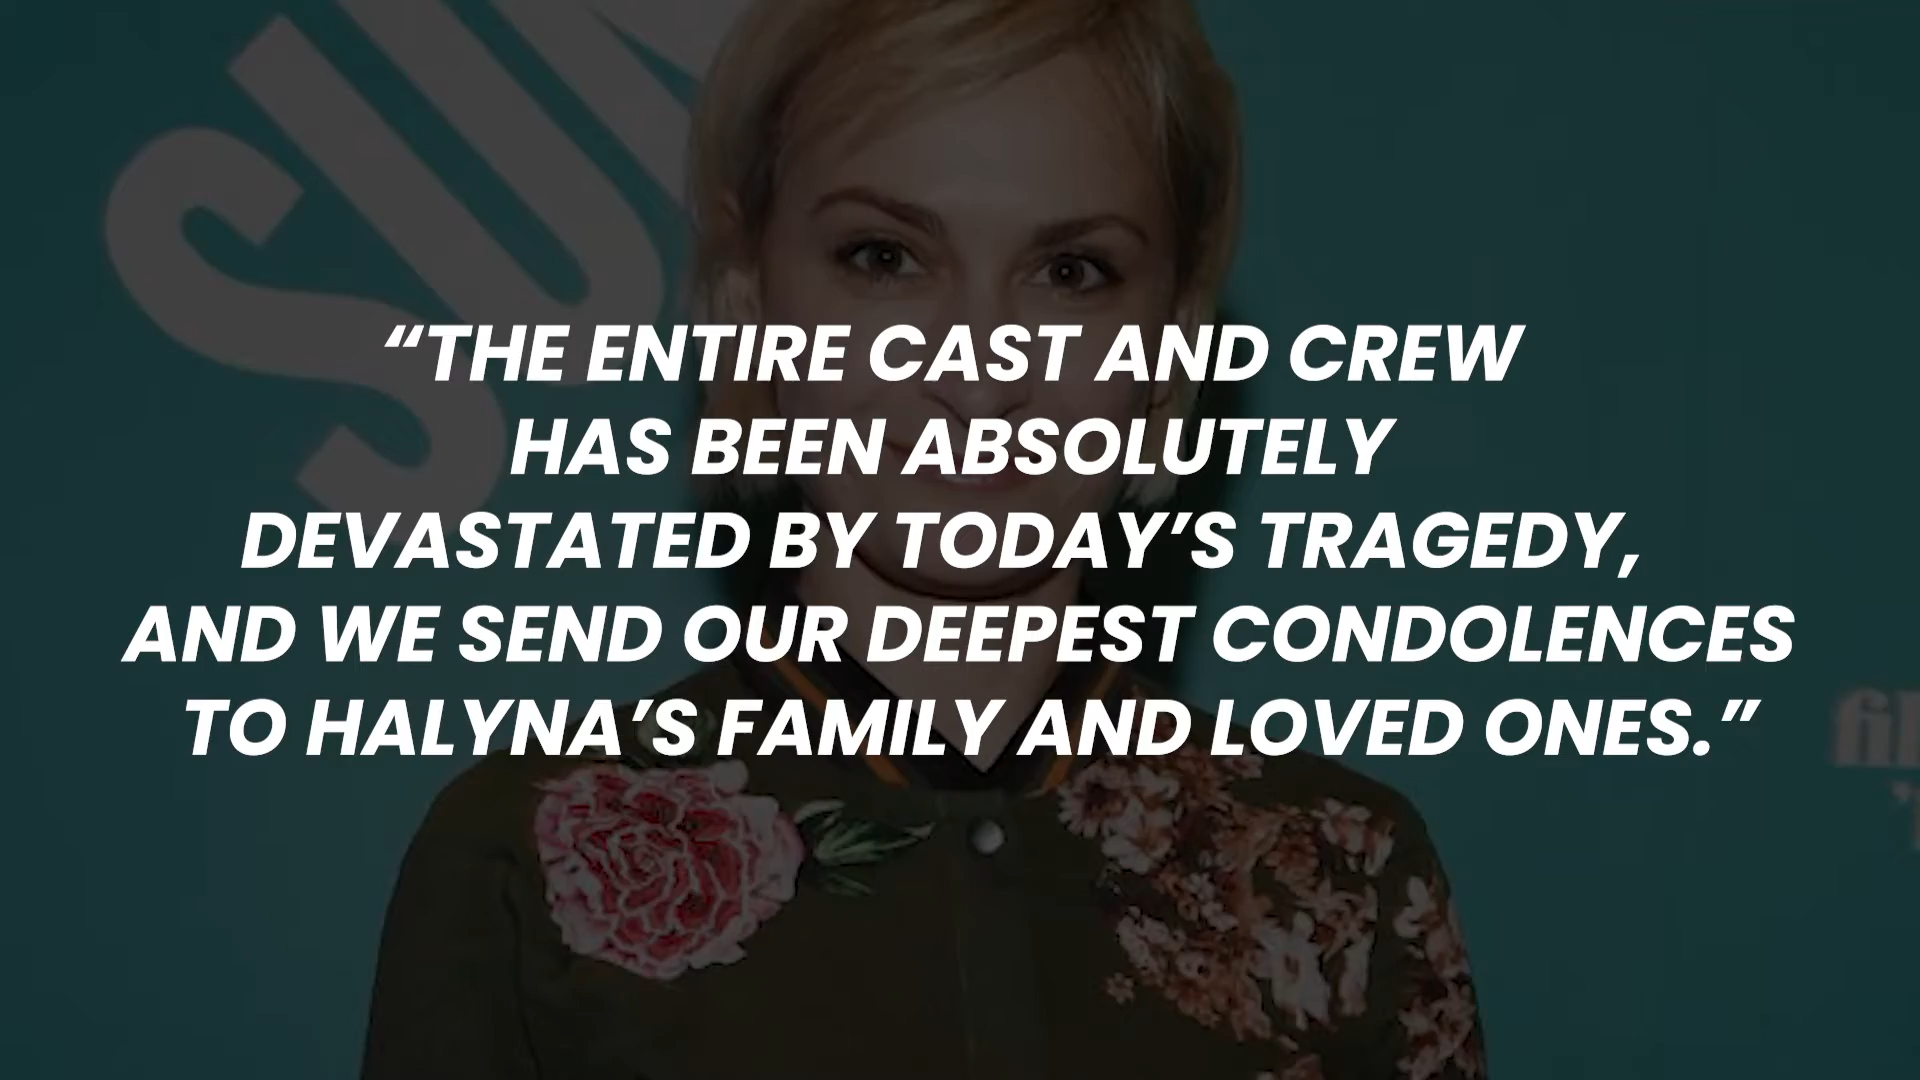 SU
“THE ENTIRE CAST AND CREW
HAS BEEN ABSOLUTELY
DEVASTATED BY TODAY’S TRAGEDY,
AND WE SEND OUR DEEPEST CONDOLENCES
TO HALYNA’S FAMILY AND LOVED ONES.”